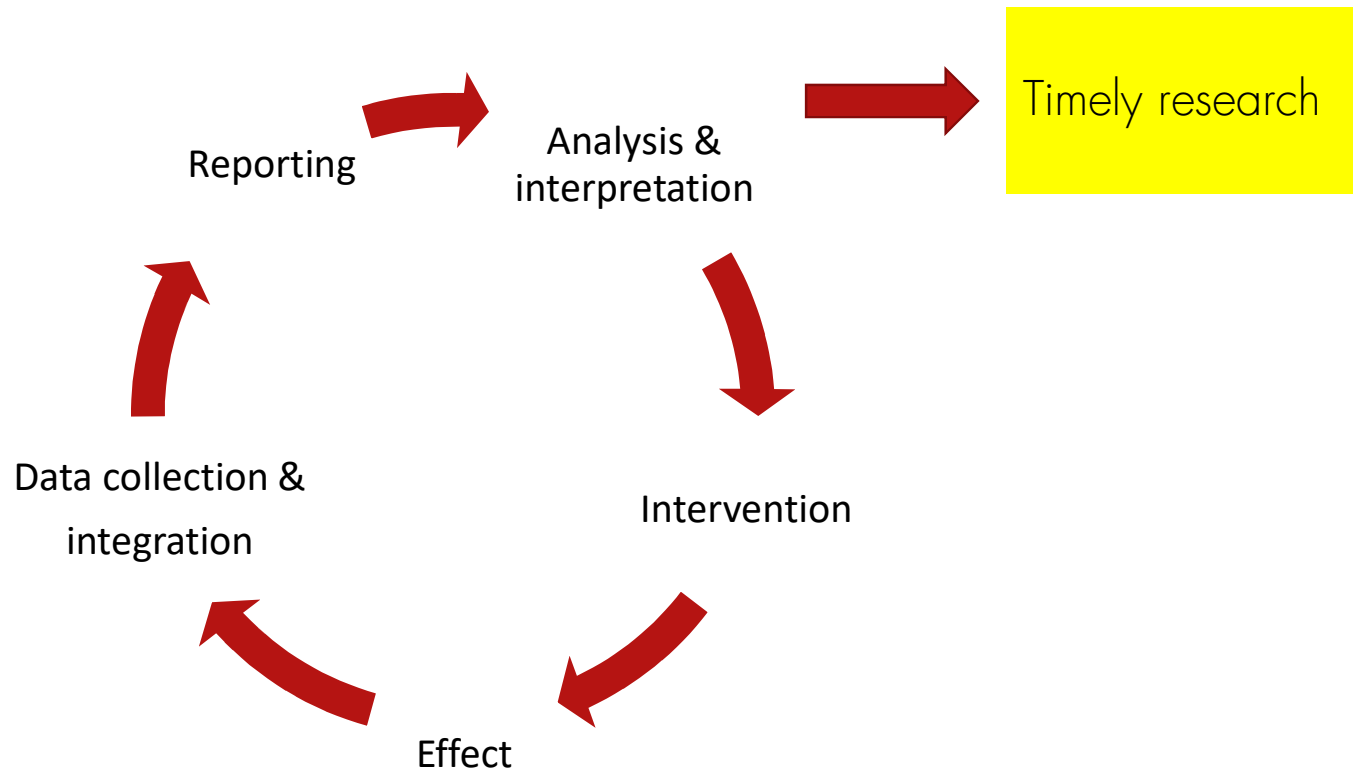 Timely research
Analysis &
interpretation
Reporting
Data collection &
integration
Intervention
Effect